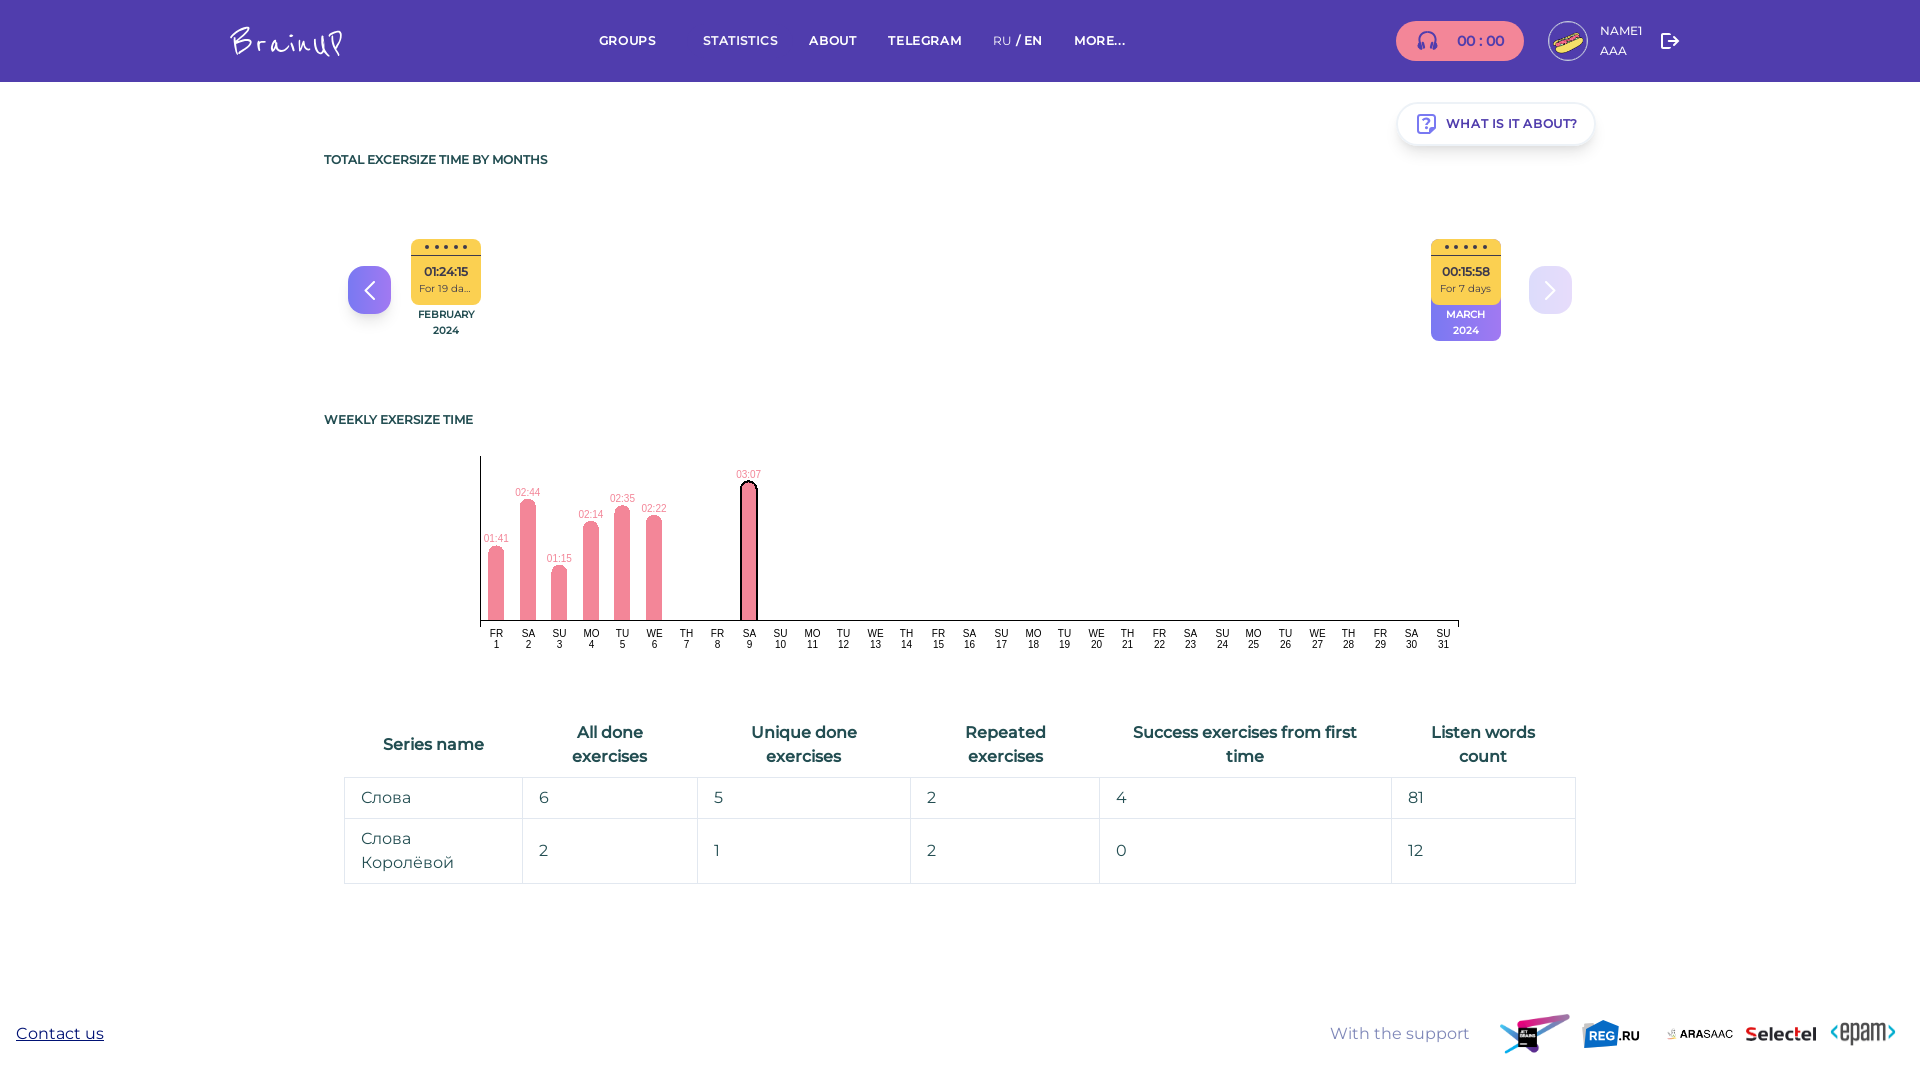 BrainUP
GROUPS STATISTICS ABOUT TELEGRAM RU / EN MORE...
00 : 00
NAME1
AAA
WHAT IS IT ABOUT?
TOTAL EXCERSIZE TIME BY MONTHS
01:24:15
For 19 da...
FEBRUARY
2024
00:15:58
For 7 days
MARCH
2024
WEEKLY EXERSIZE TIME
01:41 02:44 01:15 02:14 02:35 02:22 03:07
FR SA SU MO TU WE TH FR SA SU MO TU WE TH FR SA SU MO TU WE TH FR SA SU MO TU WE TH FR SA SU
1 2 3 4 5 6 7 8 9 10 11 12 13 14 15 16 17 18 19 20 21 22 23 24 25 26 27 28 29 30 31
Series name All done exercises Unique done exercises Repeated exercises Success exercises from first time Listen words count
Слова 6 5 2 4 81
Слова Королёвой 2 1 2 0 12
Contact us
With the support
REG.RU
ARASAAC
Selectel
<epam>